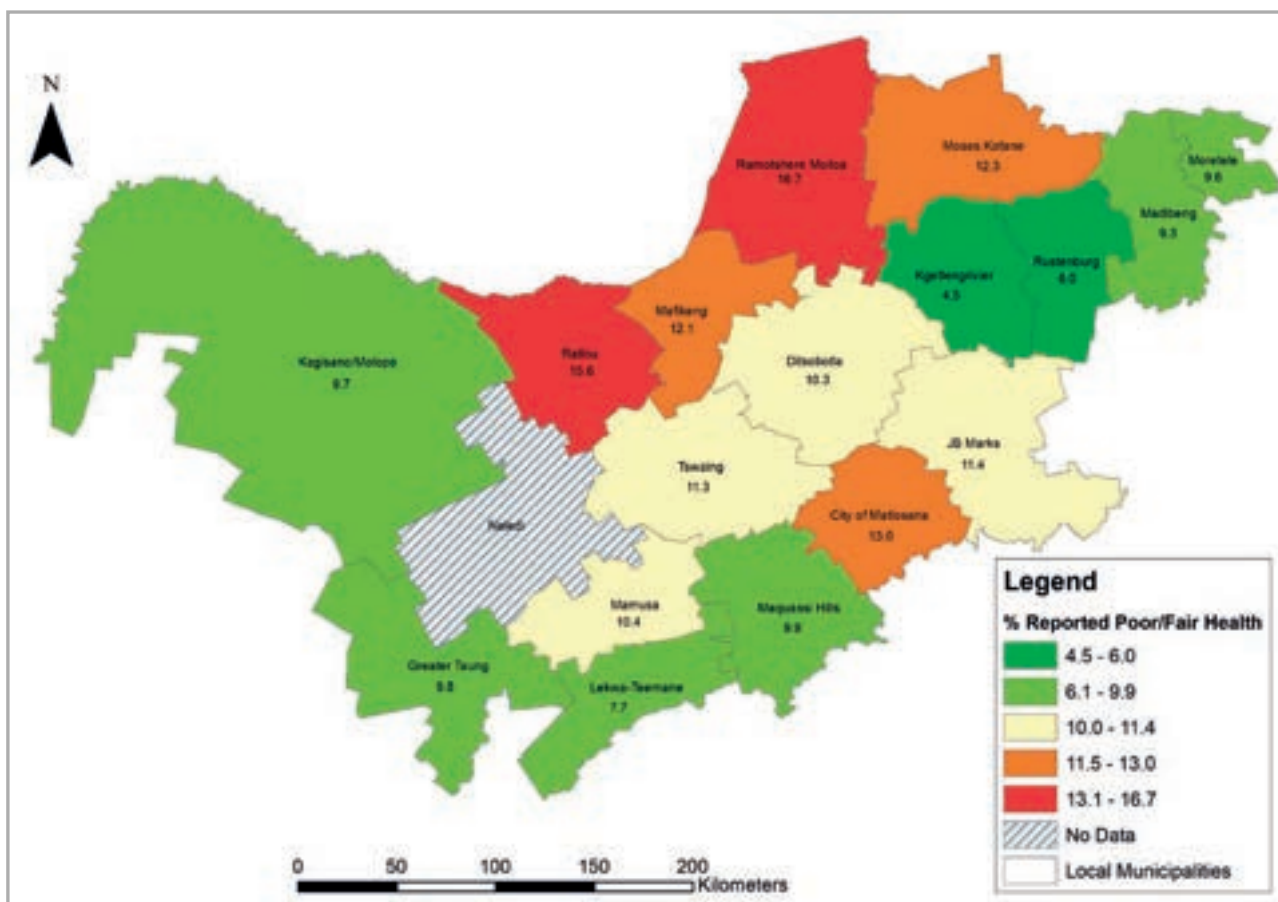 N
Ramotshere Moiloa
16.7
Moses Kotane
12.3
Moretele
9.6
Madibeng
9.3
Kgetlengrivier
4.5
Rustenburg
6.0
Mafikeng
12.1
Ratlou
15.6
Kagisano/Molopo
9.7
Ditsobotla
10.3
JB Marks
11.4
Tswaing
11.3
City of Matlosana
13.0
Naledi
Mamusa
10.4
Maquassi Hills
9.9
Greater Taung
Lekwa-Teemane
7.7
Legend
% Reported Poor/Fair Health
4.5 - 6.0
6.1 - 9.9
10.0 - 11.4
11.5 - 13.0
13.1 - 16.7
No Data
Local Municipalities
0 50 100 150 200
Kilometers